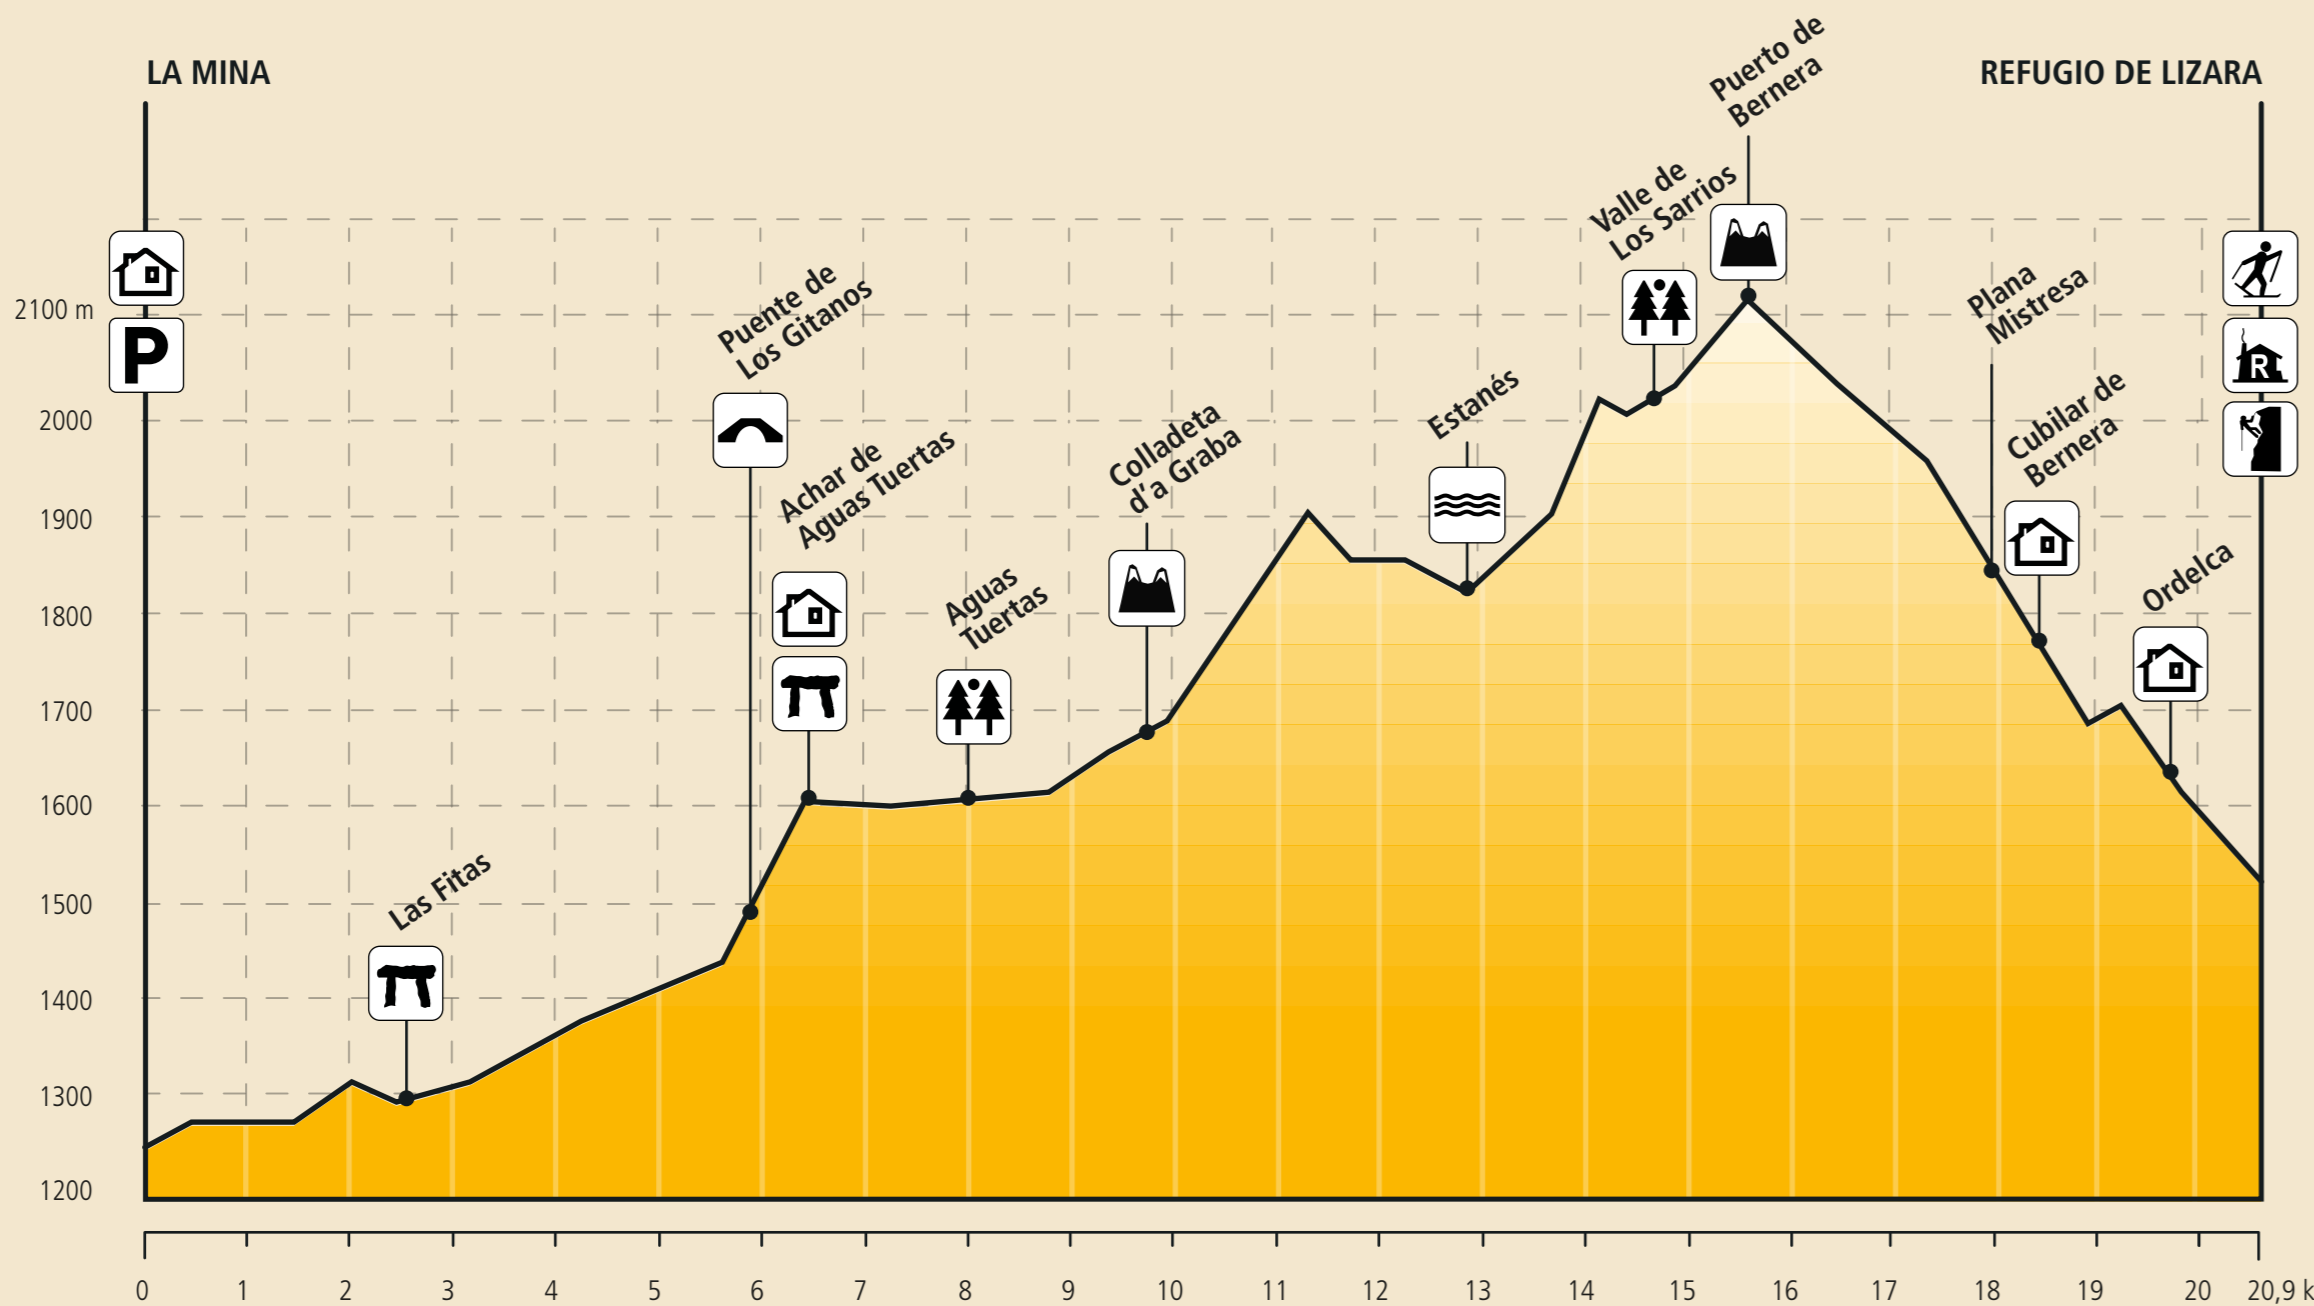 LA MINA
REFUGIO DE LIZARA
Puerto de
Bernera
Valle de
Los Sarrios
Puente de
Los Gitanos
Plana
Mistresa
2100 m
P
R
Estanés
Cubilar de
Bernera
Colladeta
d'a Graba
2000
Achar de
Aguas Tuertas
1900
Aguas
Tuertas
Ordelca
1800
1700
1600
Las Fitas
1500
1400
1300
1200
0 1 2 3 4 5 6 7 8 9 10 11 12 13 14 15 16 17 18 19 20 20,9 k